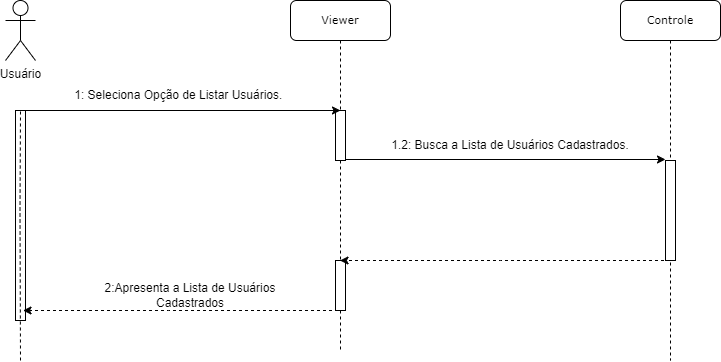 Viewer
Controle
Usuário
1: Seleciona Opção de Listar Usuários.
1.2: Busca a Lista de Usuários Cadastrados.
2:Apresenta a Lista de Usuários
Cadastrados